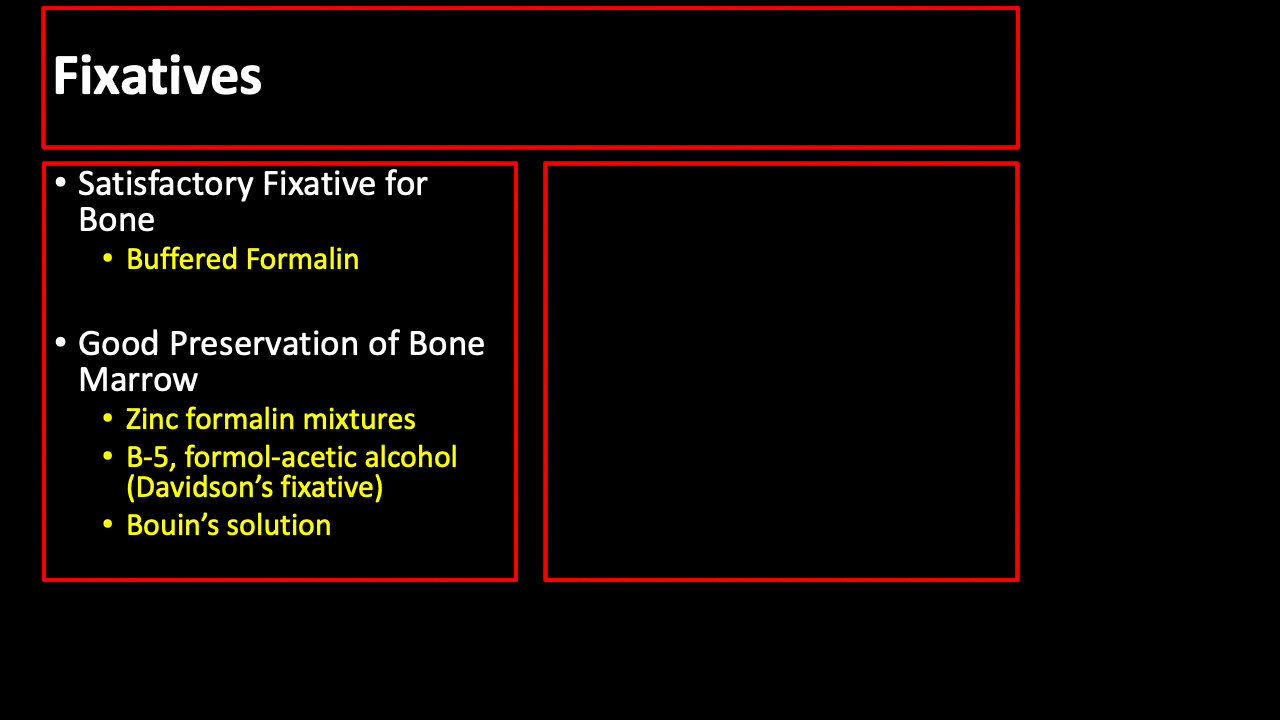 Fixatives
• Satisfactory Fixative for
Bone
• Buffered Formalin
• Good Preservation of Bone
Marrow
• Zinc formalin mixtures
• B-5, formol-acetic alcohol
(Davidson’s fixative)
• Bouin’s solution